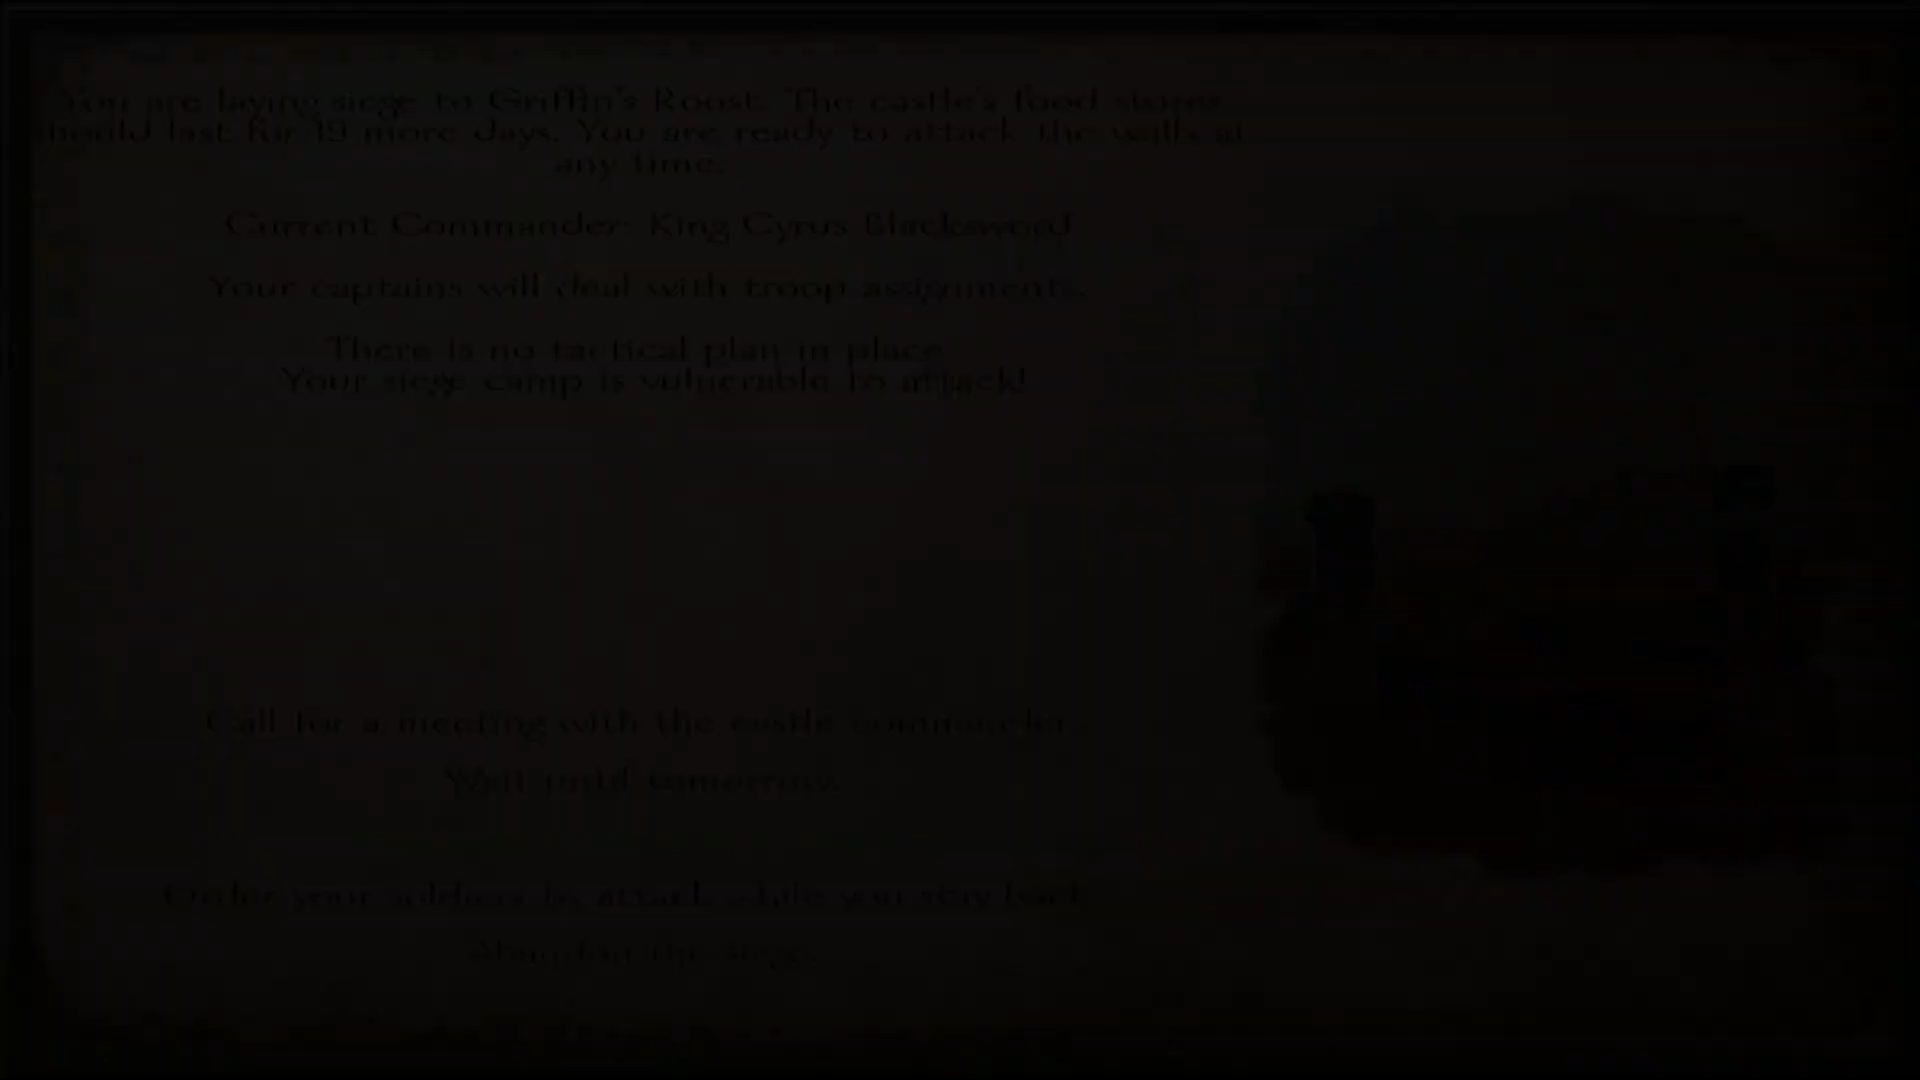 You are laying siege to Griffin's Roost. The castle's food stores
should last for 19 more days. You are ready to attack the walls at
any time.
Current Commander: King Cyrus Blackswood
Your captains will deal with troop assignments.
There is no tactical plan in place
Your siege camp is vulnerable to attack!
Call for a meeting with the castle commander.
Wait until tomorrow.
Order your soldiers to attack while you stay back
Abandon the siege